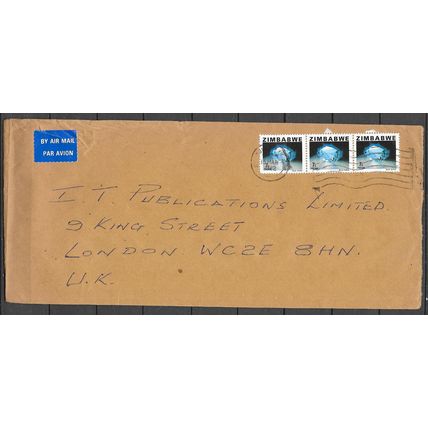 BY AIR MAIL
PAR AVION
ZIMBABWE ZIMBABWE ZIMBABWE
I.T. PUBLICATIONS LIMITED.
9 KING STREET
LONDON WC2E 8HN.
U.K.